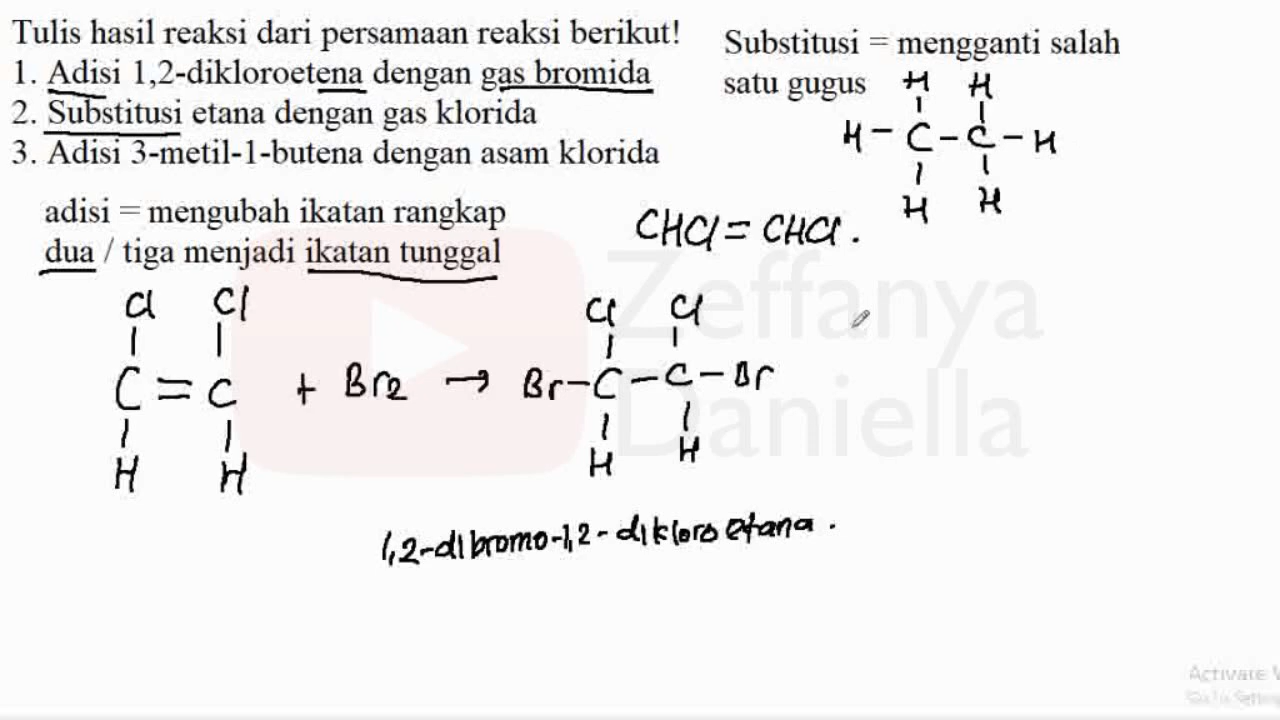 Tulis hasil reaksi dari persamaan reaksi berikut!
1. Adisi 1,2-dikloroetena dengan gas bromida
2. Substitusi etana dengan gas klorida
3. Adisi 3-metil-1-butena dengan asam klorida
Substitusi = mengganti salah
satu gugus
H H
H - C - C - H
H H
adisi = mengubah ikatan rangkap
dua / tiga menjadi ikatan tunggal
CHCl = CHCl.
Zeffanya
Daniella
Cl Cl
C = C
H H
+ Br2 →
Cl Cl
Br - C - C - Br
H H
1,2-dibromo-1,2-dikloroetana.
Activate